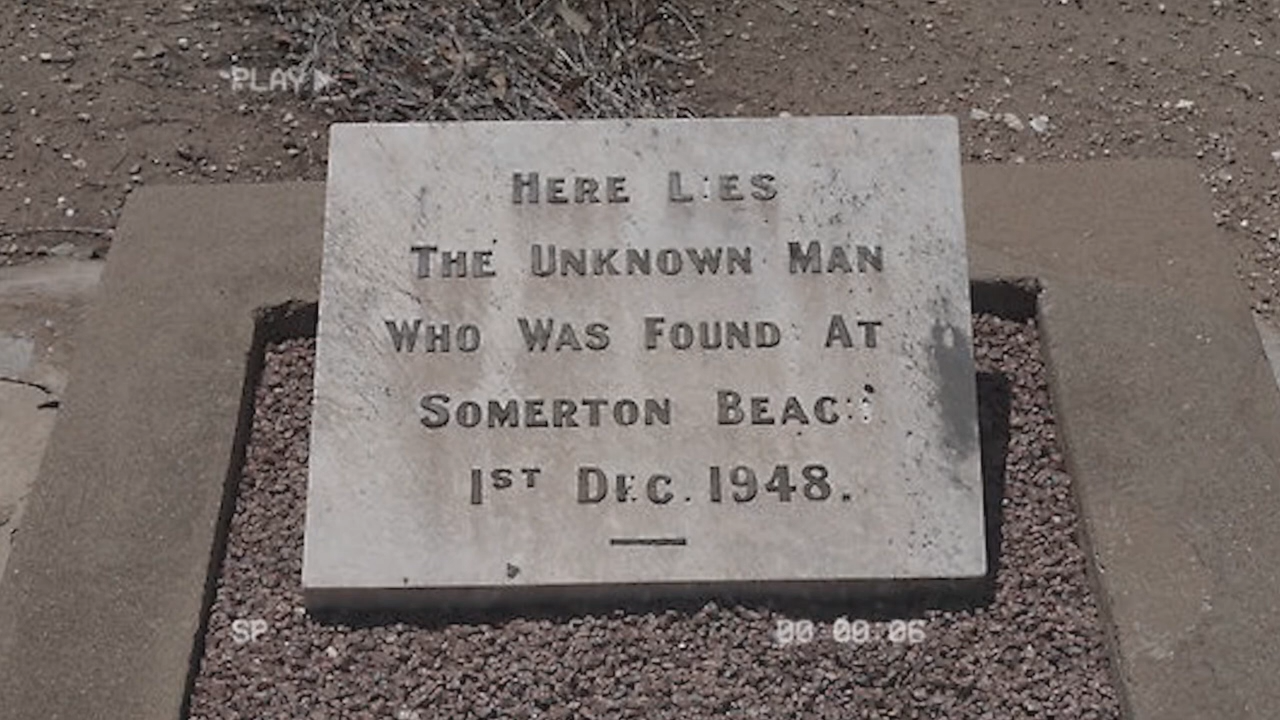 PLAY
HERE LIES
THE UNKNOWN MAN
WHO WAS FOUND AT
SOMERTON BEACH
1ST DEC. 1948.
SP
00:00:06